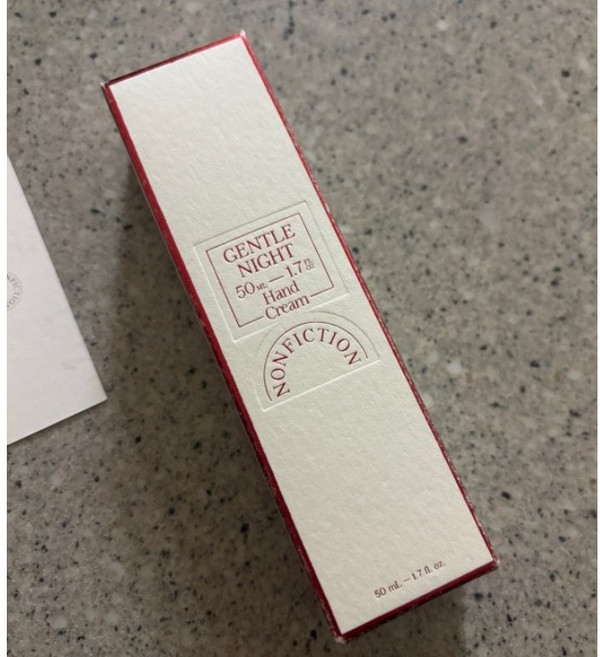 GENTLE
NIGHT
50 mL — 1.7 fl. oz.
Hand
Cream
NONFICTION
50 mL — 1.7 fl. oz.